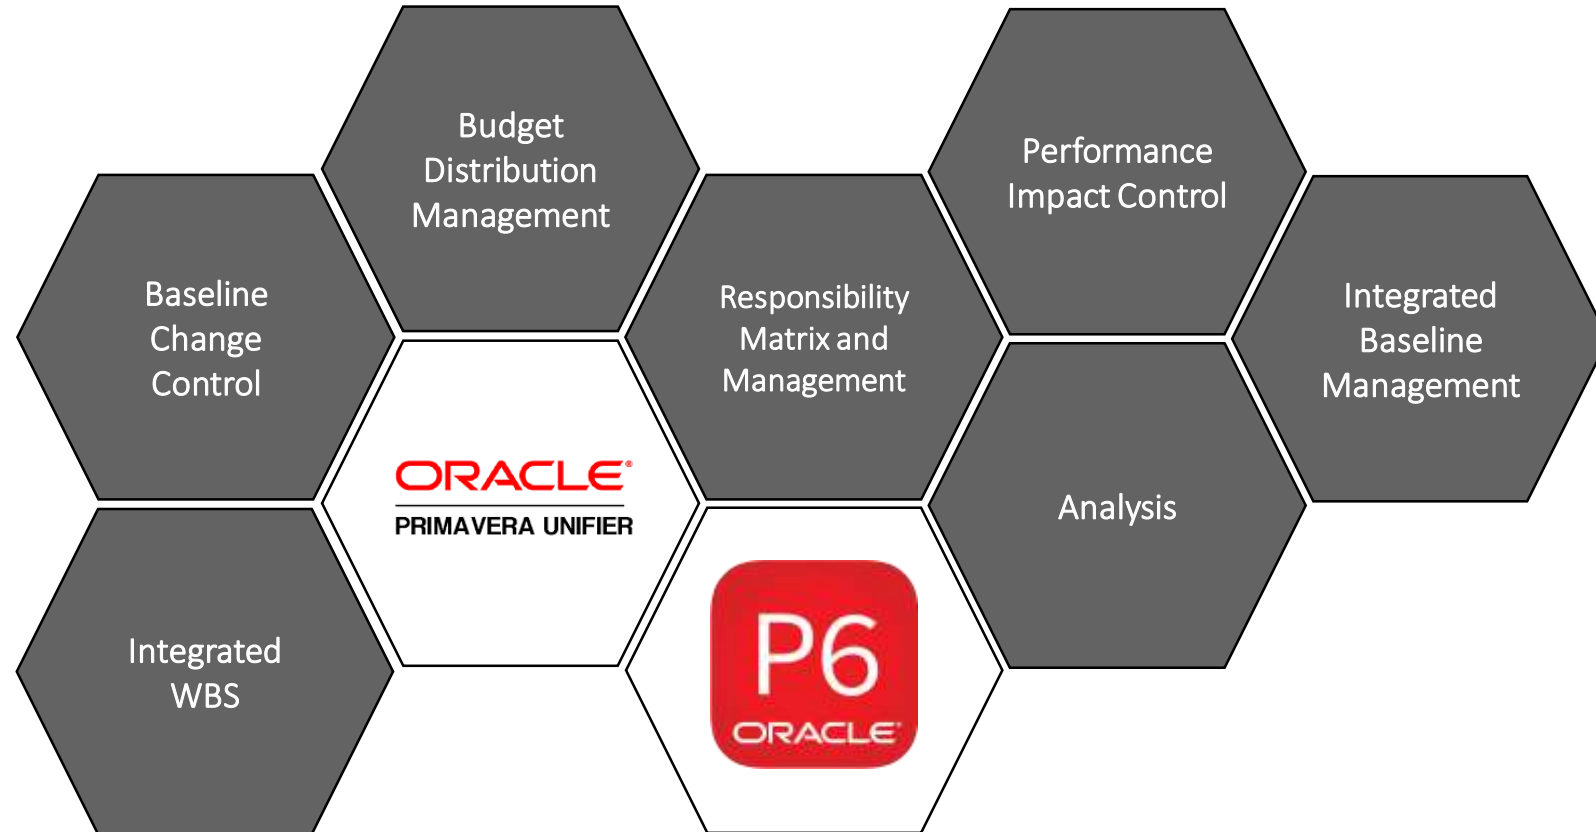 Budget
Distribution
Management
Performance
Impact Control
Baseline
Change
Control
Responsibility
Matrix and
Management
Integrated
Baseline
Management
ORACLE®
PRIMAVERA UNIFIER
Analysis
Integrated
WBS
P6
ORACLE®